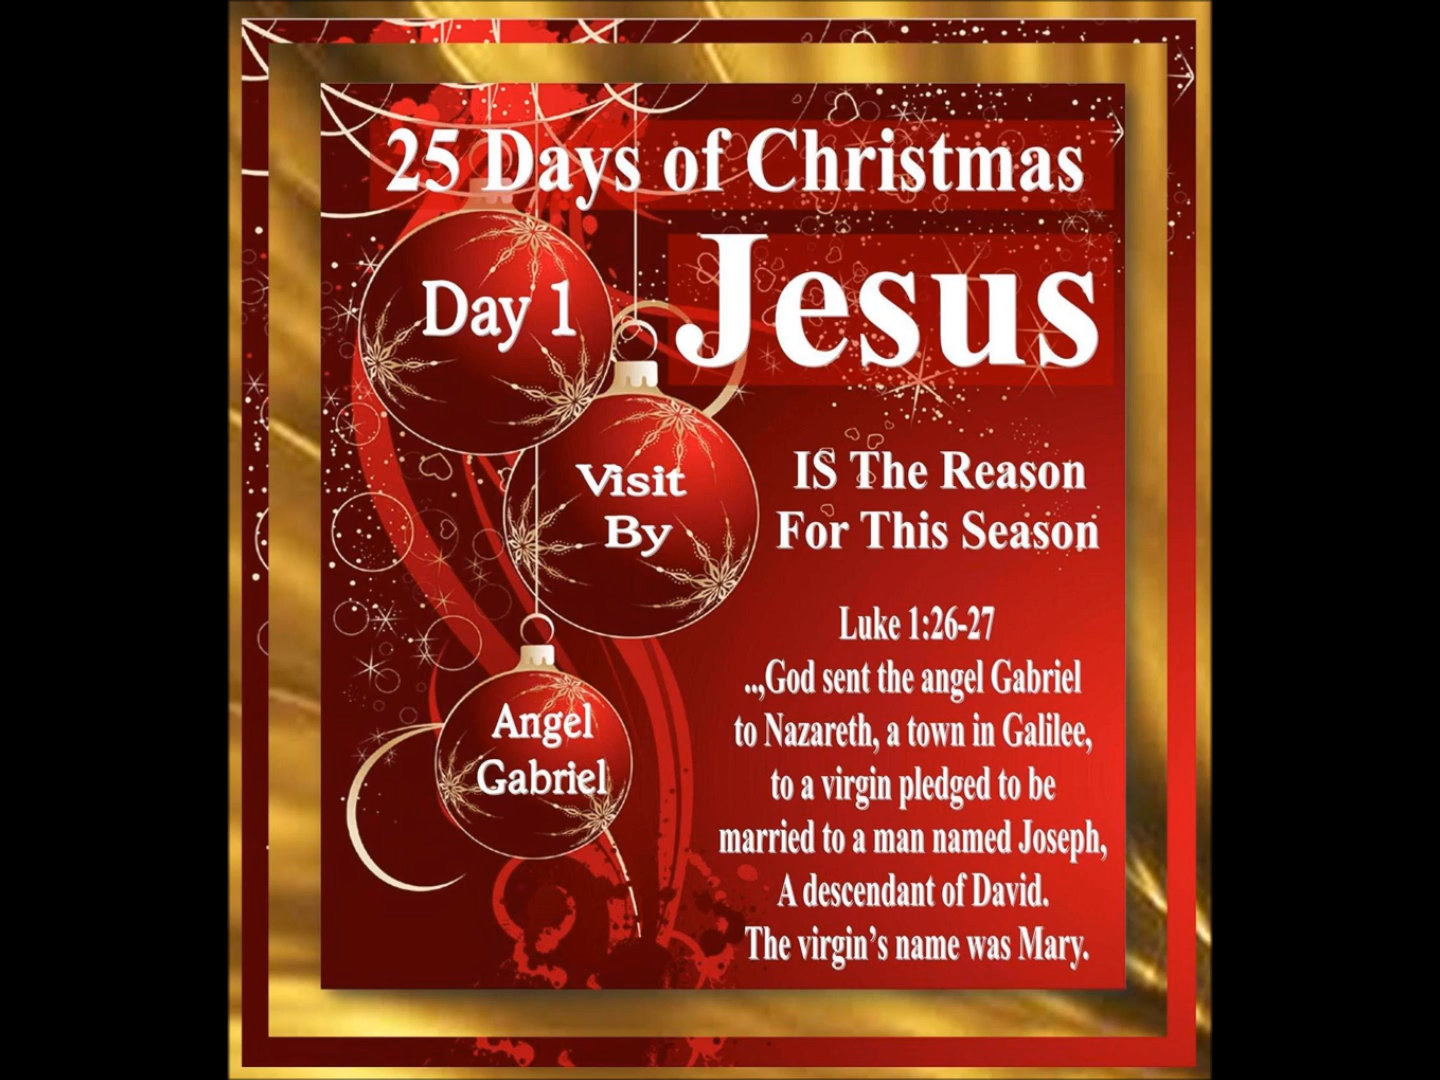 25 Days of Christmas
Jesus
Day 1
Visit
By
Angel
Gabriel
IS The Reason
For This Season
Luke 1:26-27
..,God sent the angel Gabriel
to Nazareth, a town in Galilee,
to a virgin pledged to be
married to a man named Joseph,
A descendant of David.
The virgin’s name was Mary.